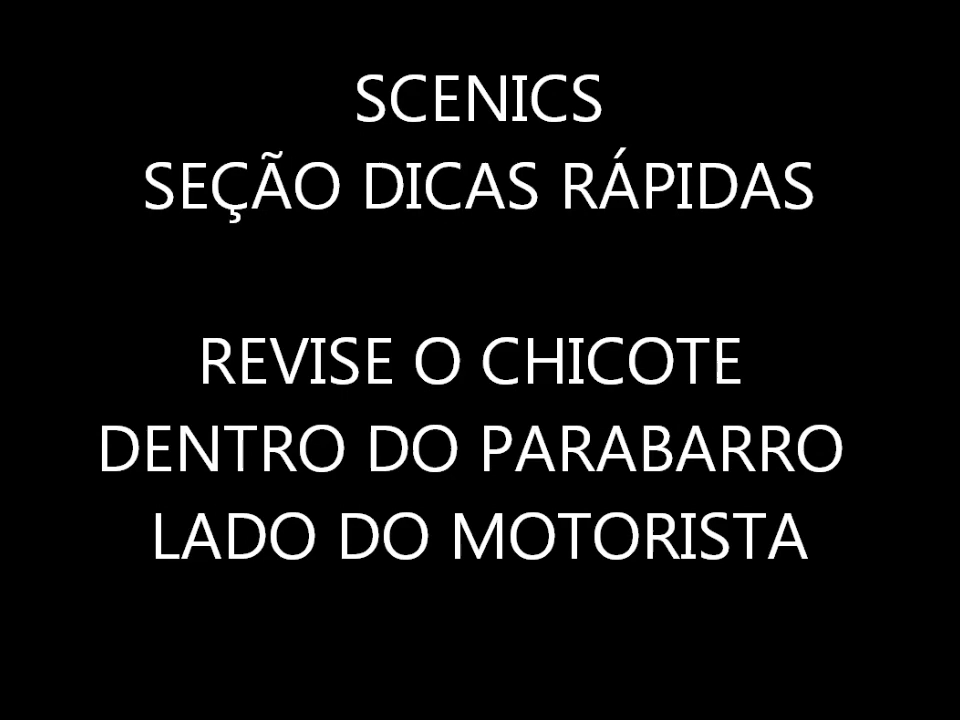 SCENICS
SEÇÃO DICAS RÁPIDAS
REVISE O CHICOTE
DENTRO DO PARABARRO
LADO DO MOTORISTA